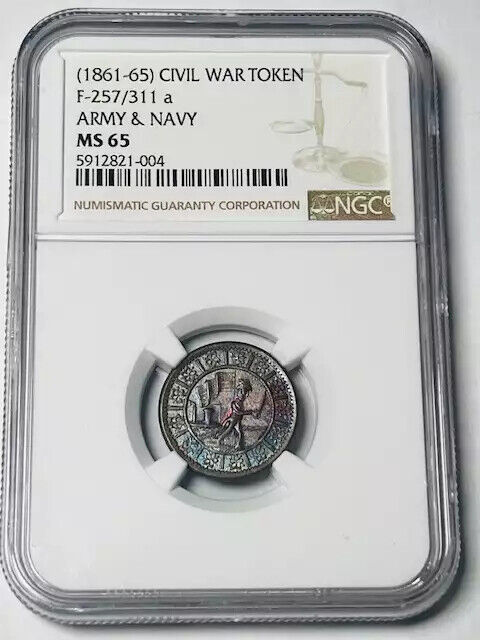 (1861-65) CIVIL WAR TOKEN
F-257/311 a
ARMY & NAVY
MS 65
5912821-004
NUMISMATIC GUARANTY CORPORATION
NGC®